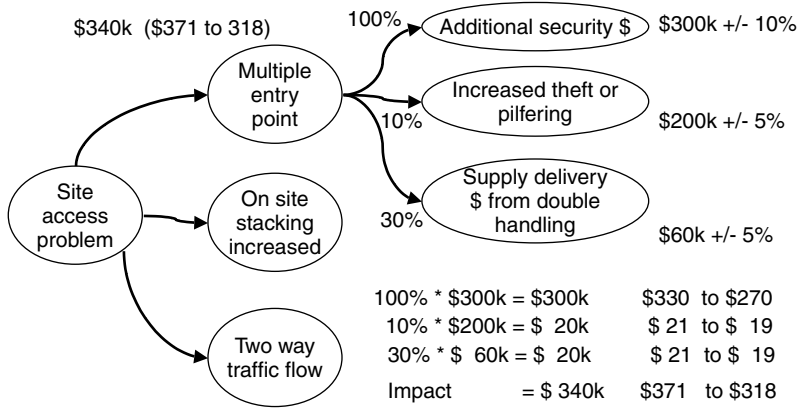 $340k ($371 to 318)
100%
Additional security $
$300k +/- 10%
Multiple
entry
point
Increased theft or
pilfering
10%
$200k +/- 5%
Site
access
problem
On site
stacking
increased
Supply delivery
$ from double
handling
30%
$60k +/- 5%
Two way
traffic flow
100% * $300k = $300k $330 to $270
10% * $200k = $ 20k $ 21 to $ 19
30% * $ 60k = $ 20k $ 21 to $ 19
Impact = $ 340k $371 to $318